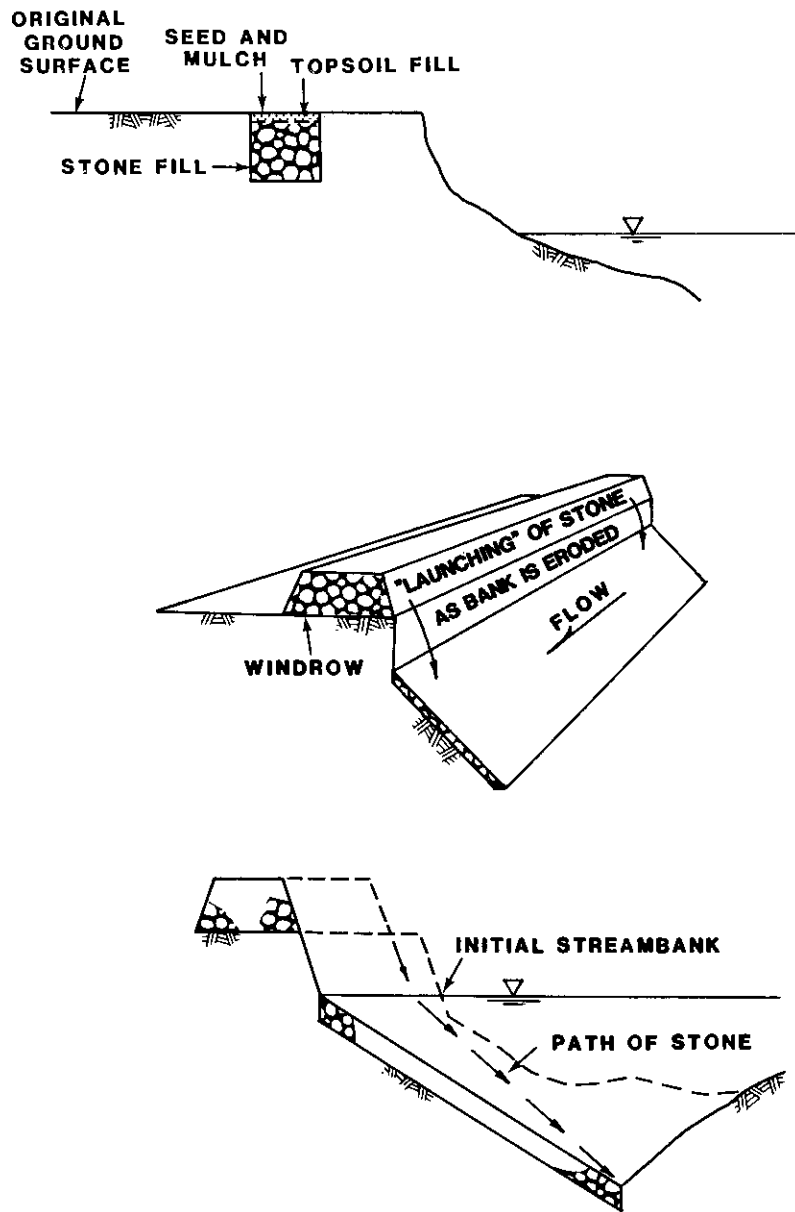 ORIGINAL
GROUND
SURFACE
SEED AND
MULCH
TOPSOIL FILL
STONE FILL
"LAUNCHING" OF STONE
AS BANK IS ERODED
FLOW
WINDROW
INITIAL STREAMBANK
PATH OF STONE